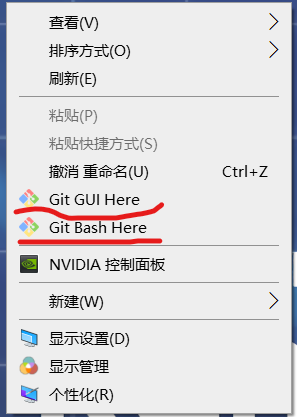 查看(V)
排序方式(O)
刷新(E)
粘贴(P)
粘贴快捷方式(S)
撤消 重命名(U) Ctrl+Z
Git GUI Here
Git Bash Here
NVIDIA 控制面板
新建(W)
显示设置(D)
显示管理
个性化(R)